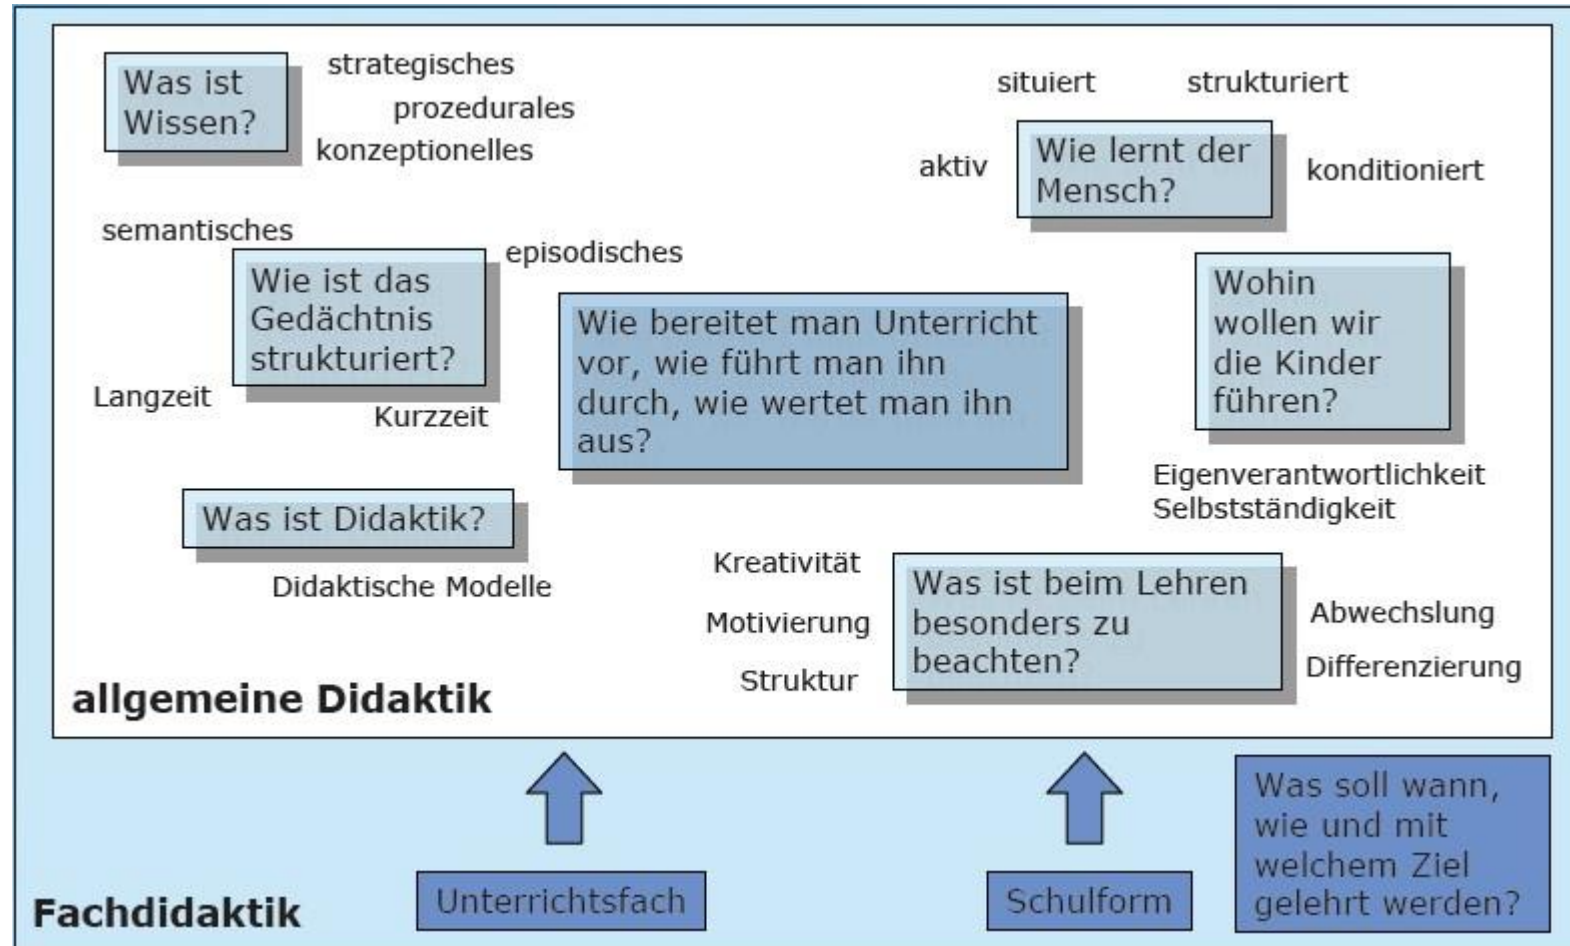 Was ist
Wissen?
strategisches
prozedurales
konzeptionelles
situiert
strukturiert
aktiv
Wie lernt der
Mensch?
konditioniert
semantisches
episodisches
Wie ist das
Gedächtnis
strukturiert?
Langzeit
Kurzzeit
Wie bereitet man Unterricht
vor, wie führt man ihn
durch, wie wertet man ihn
aus?
Wohin
wollen wir
die Kinder
führen?
Eigenverantwortlichkeit
Selbstständigkeit
Was ist Didaktik?
Didaktische Modelle
Kreativität
Motivierung
Struktur
Was ist beim Lehren
besonders zu
beachten?
Abwechslung
Differenzierung
allgemeine Didaktik
Unterrichtsfach
Schulform
Was soll wann,
wie und mit
welchem Ziel
gelehrt werden?
Fachdidaktik